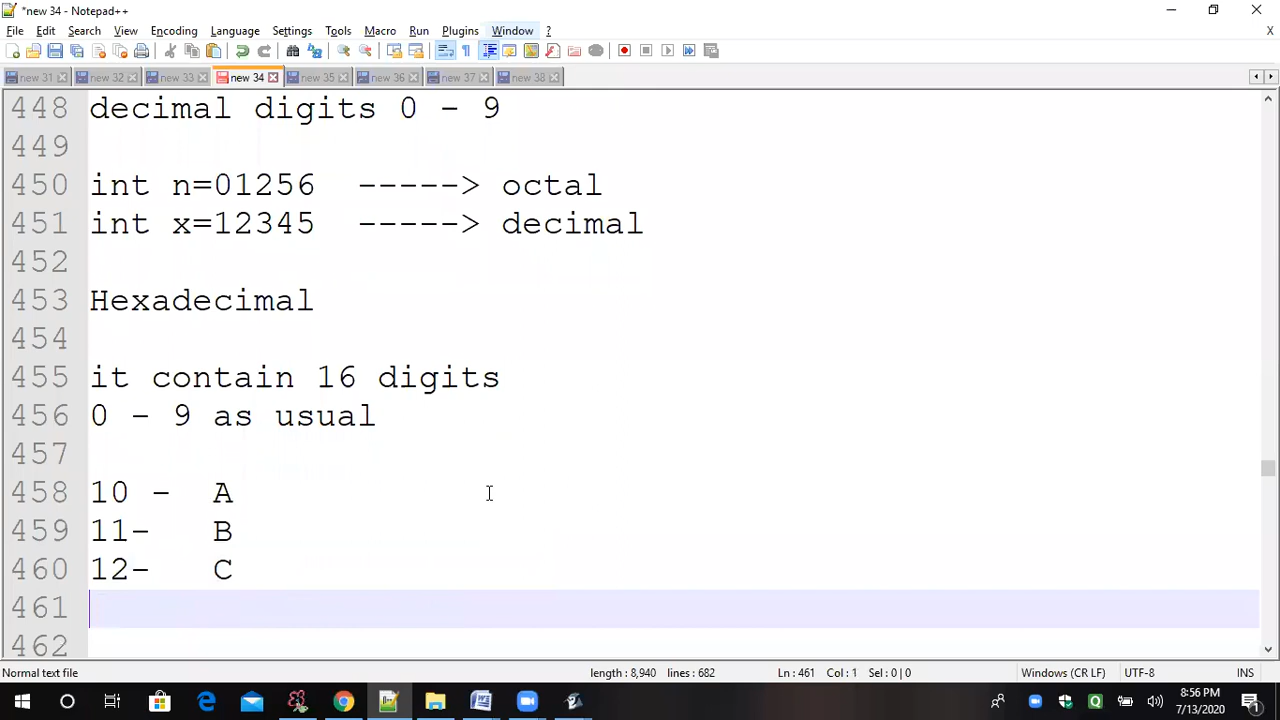 *new 34 - Notepad++
File Edit Search View Encoding Language Settings Tools Macro Run Plugins Window ?
X
new 31 new 32 new 33 new 34 new 35 new 36 new 37 new 38
448 decimal digits 0 - 9
449
450 int n=01256 -----> octal
451 int x=12345 -----> decimal
452
453 Hexadecimal
454
455 it contain 16 digits
456 0 - 9 as usual
457
458 10 - A
459 11- B
460 12- C
461
462
Normal text file length : 8,940 lines : 682 Ln : 461 Col : 1 Sel : 0 | 0 Windows (CR LF) UTF-8 INS
8:56 PM
7/13/2020